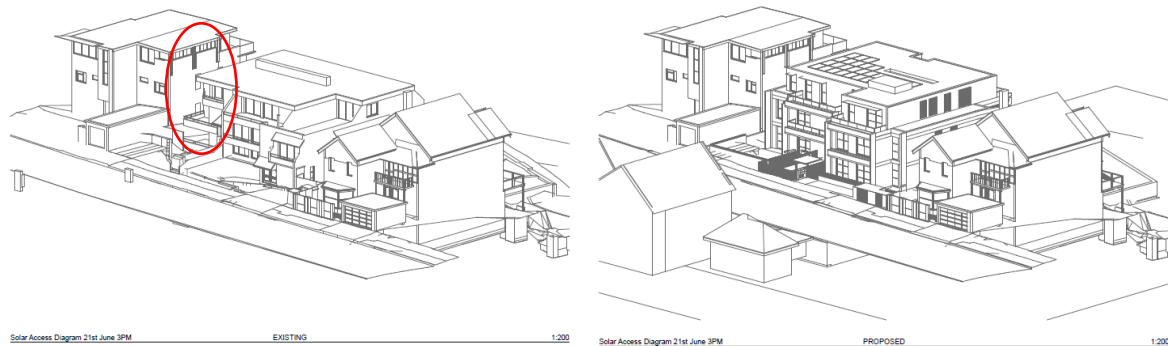 Solar Access Diagram 21st June 3PM EXISTING 1:200
Solar Access Diagram 21st June 3PM PROPOSED 1:200